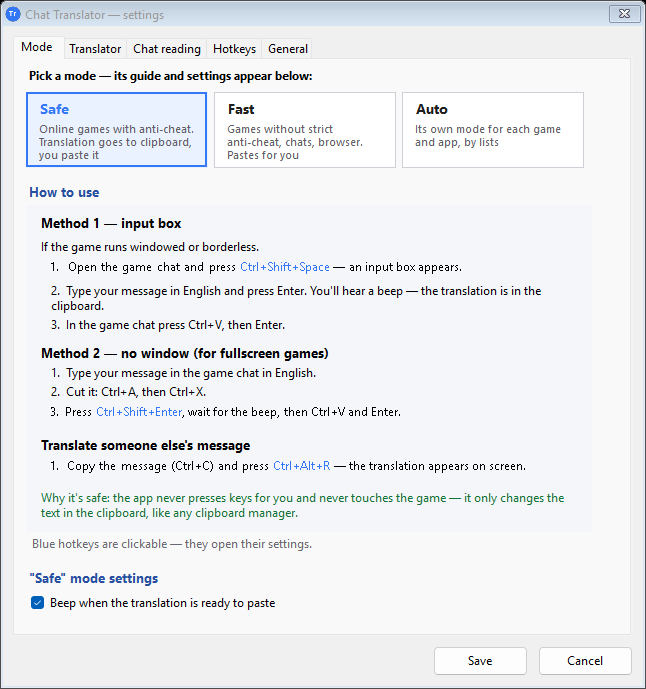 Tr Chat Translator — settings
Mode Translator Chat reading Hotkeys General
Pick a mode — its guide and settings appear below:
Safe
Online games with anti-cheat.
Translation goes to clipboard,
you paste it
Fast
Games without strict
anti-cheat, chats, browser.
Pastes for you
Auto
Its own mode for each game
and app, by lists
How to use
Method 1 — input box
If the game runs windowed or borderless.
1. Open the game chat and press Ctrl+Shift+Space — an input box appears.
2. Type your message in English and press Enter. You'll hear a beep — the translation is in the
clipboard.
3. In the game chat press Ctrl+V, then Enter.
Method 2 — no window (for fullscreen games)
1. Type your message in the game chat in English.
2. Cut it: Ctrl+A, then Ctrl+X.
3. Press Ctrl+Shift+Enter, wait for the beep, then Ctrl+V and Enter.
Translate someone else's message
1. Copy the message (Ctrl+C) and press Ctrl+Alt+R — the translation appears on screen.
Why it's safe: the app never presses keys for you and never touches the game — it only changes the
text in the clipboard, like any clipboard manager.
Blue hotkeys are clickable — they open their settings.
"Safe" mode settings
Beep when the translation is ready to paste
Save Cancel